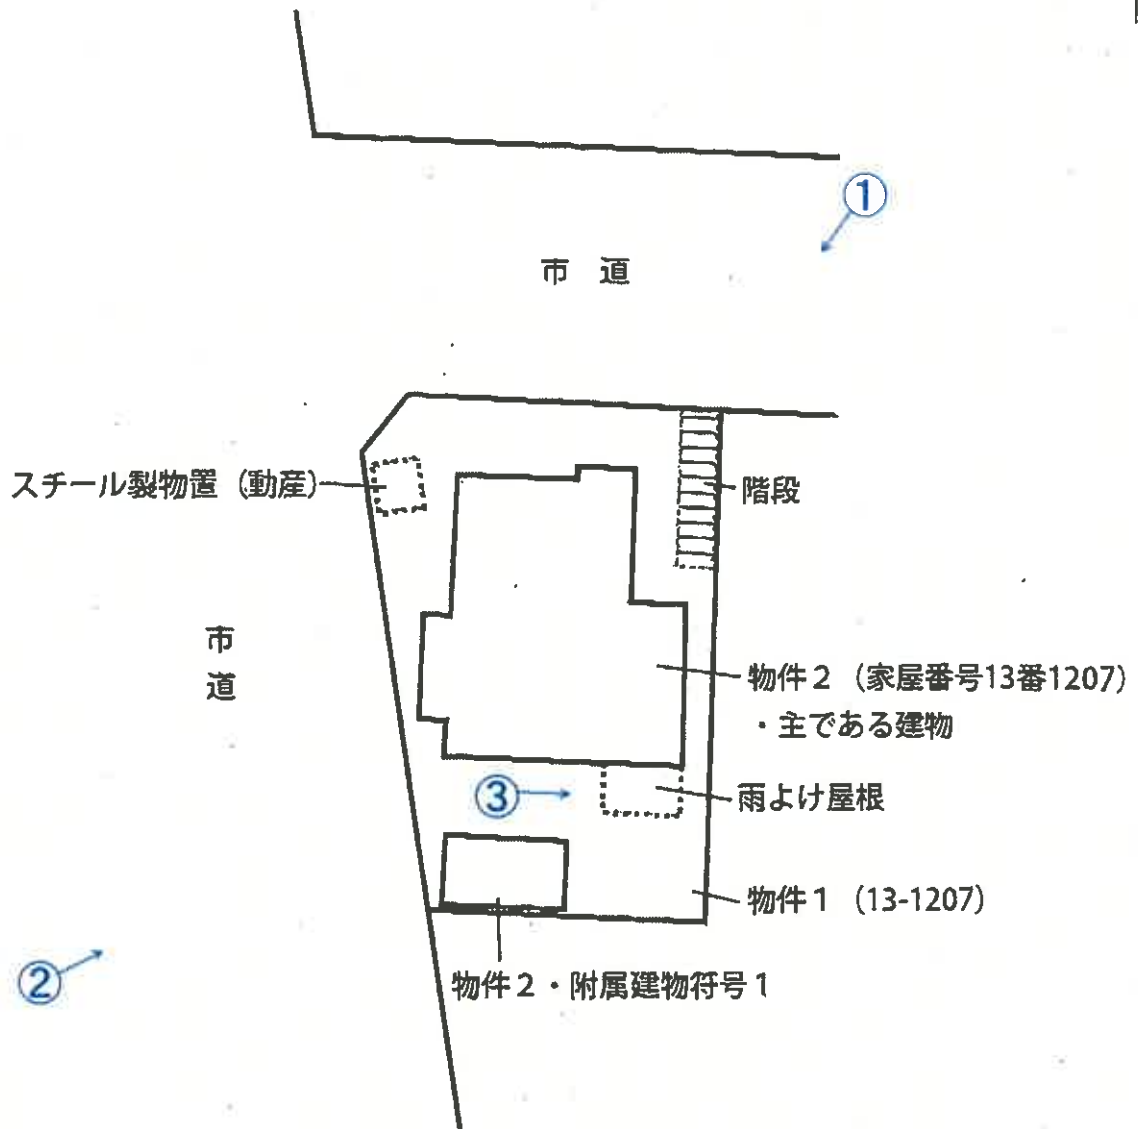 ①
市 道
スチール製物置（動産）
階段
市
道
物件２（家屋番号13番1207）
・主である建物
③
雨よけ屋根
物件１（13-1207）
②
物件２・附属建物符号１